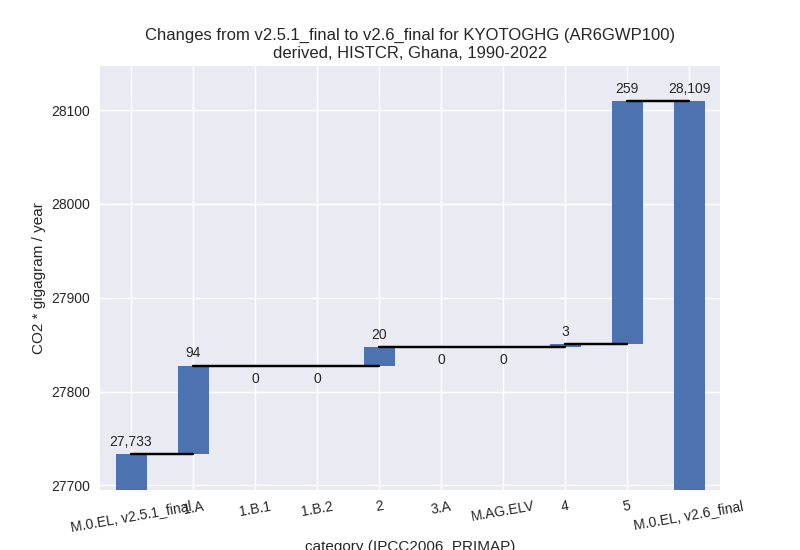 Changes from v2.5.1_final to v2.6_final for KYOTOGHG (AR6GWP100)
derived, HISTCR, Ghana, 1990-2022
CO2 * gigagram / year
28100
28000
27900
27800
27700
27,733
94
0
0
20
0
0
3
259
28,109
M.0.EL, v2.5.1_final
1.A
1.B.1
1.B.2
2
3.A
M.AG.ELV
4
5
M.0.EL, v2.6_final
category (IPCC2006_PRIMAP)